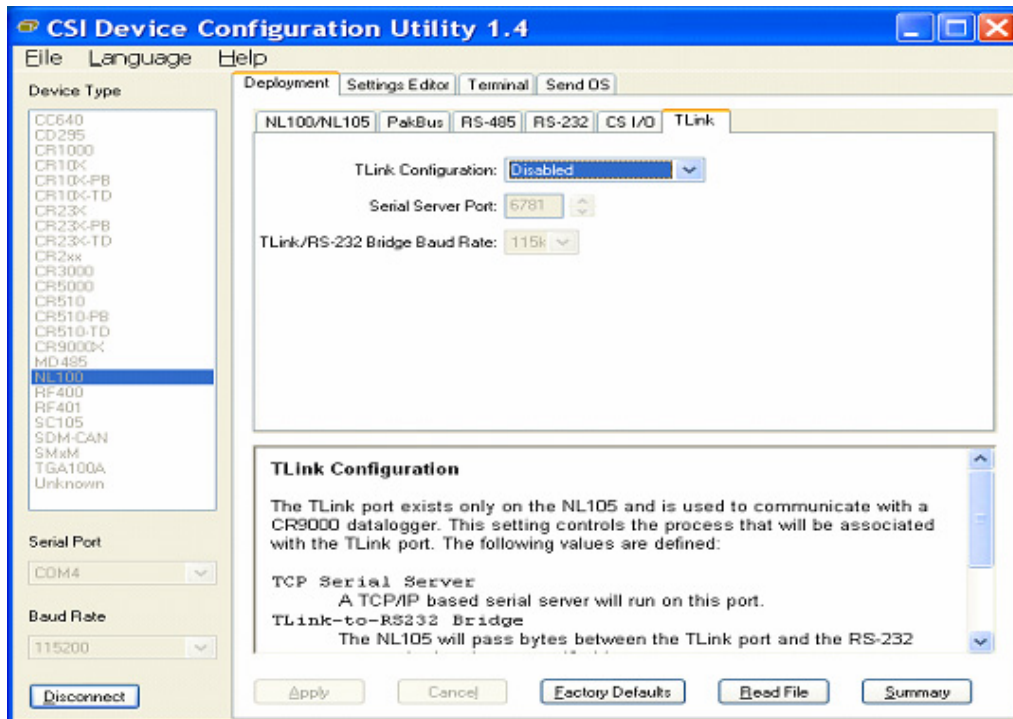 CSI Device Configuration Utility 1.4
File Language Help
Device Type
CC640
CD295
CR1000
CR10X
CR10X-PB
CR10X-TD
CR23X
CR23X-PB
CR23X-TD
CR2xx
CR3000
CR5000
CR510
CR510-PB
CR510-TD
CR9000X
MD485
NL100
RF400
RF401
SC105
SDM-CAN
SMxM
TGA100A
Unknown
Serial Port
COM4
Baud Rate
115200
Disconnect
Deployment Settings Editor Terminal Send OS
NL100/NL105 PakBus RS-485 RS-232 CS I/O TLink
TLink Configuration: Disabled
Serial Server Port: 6781
TLink/RS-232 Bridge Baud Rate: 115k
TLink Configuration
The TLink port exists only on the NL105 and is used to communicate with a
CR9000 datalogger. This setting controls the process that will be associated
with the TLink port. The following values are defined:
TCP Serial Server
A TCP/IP based serial server will run on this port.
TLink-to-RS232 Bridge
The NL105 will pass bytes between the TLink port and the RS-232
Apply Cancel Factory Defaults Read File Summary